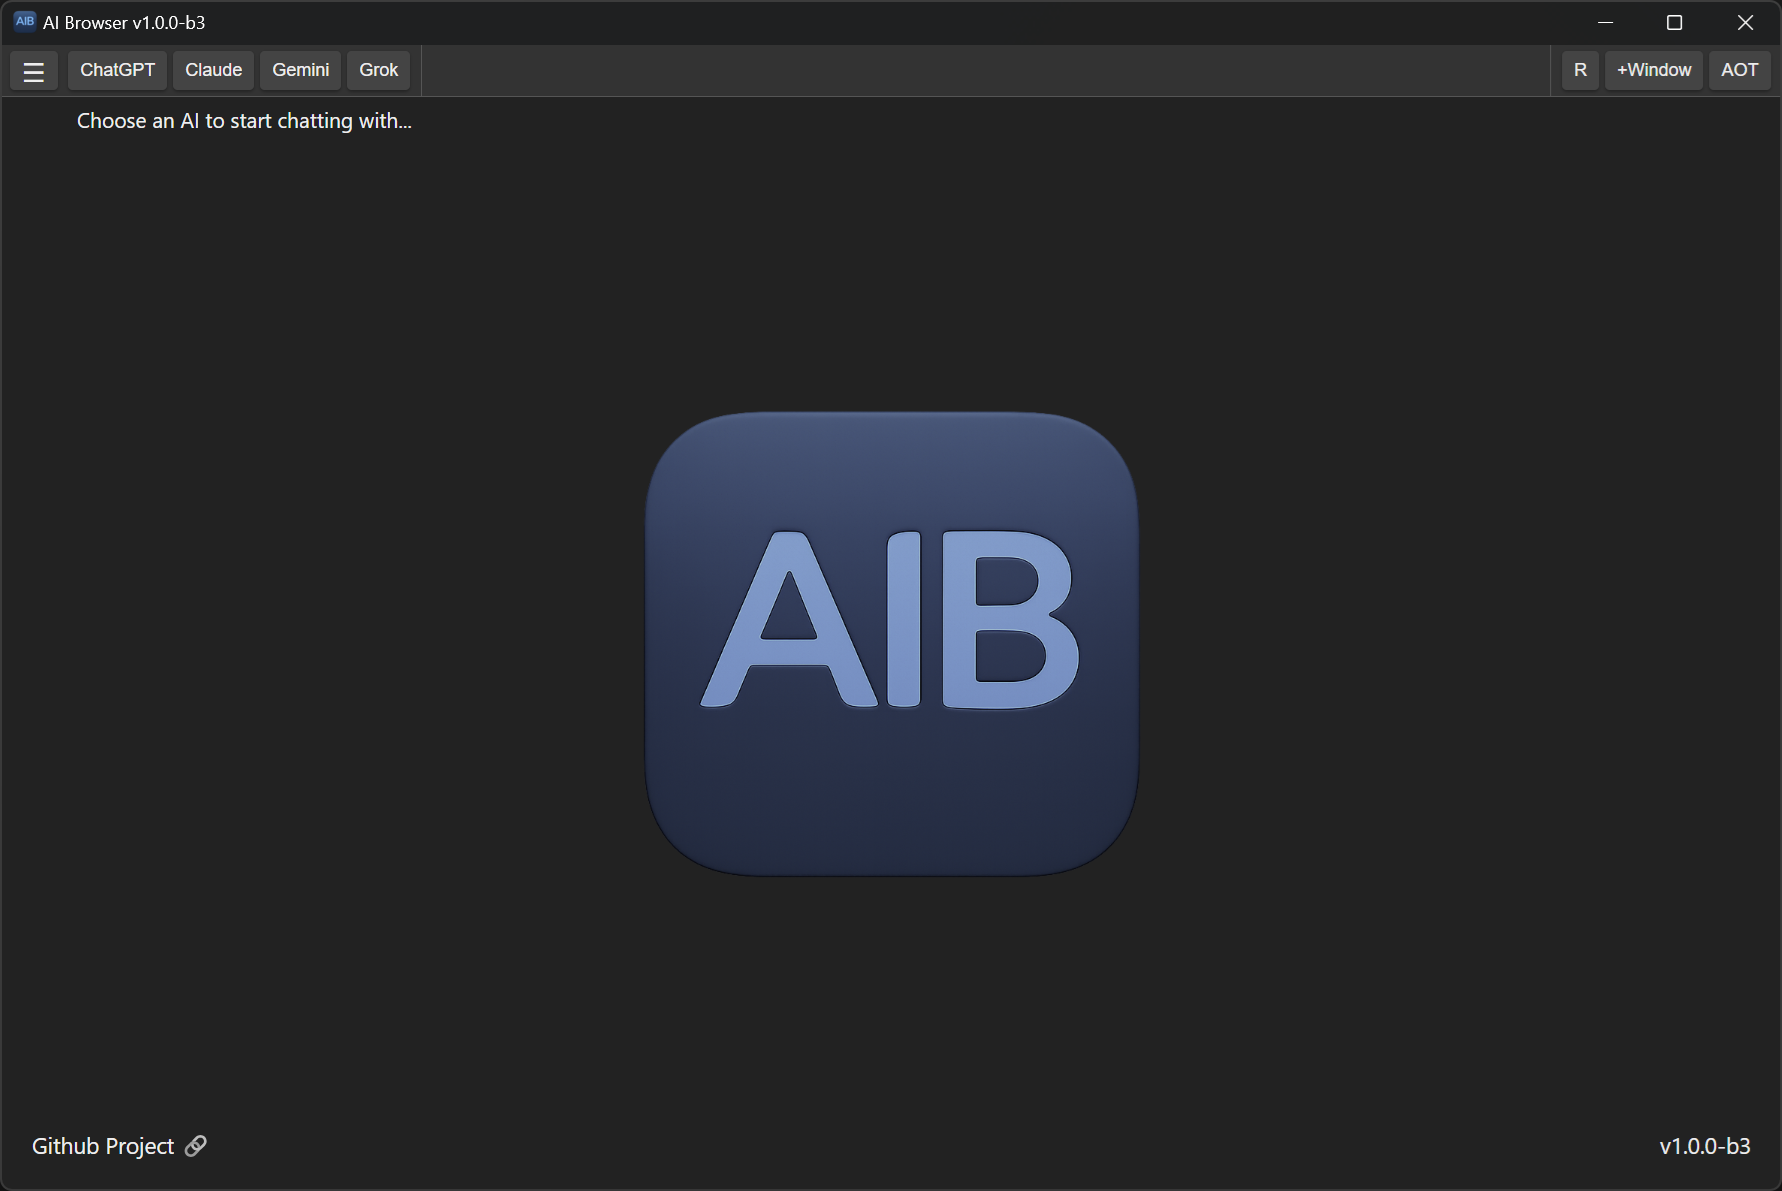 AIB AI Browser v1.0.0-b3
ChatGPT Claude Gemini Grok R +Window AOT
Choose an AI to start chatting with...
AIB
Github Project v1.0.0-b3